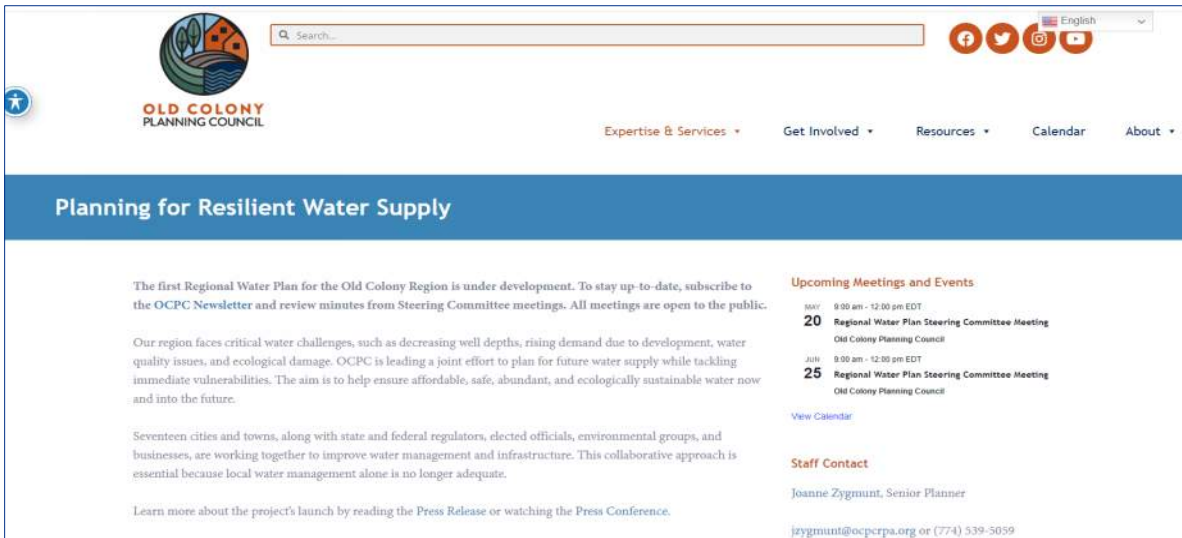 Search...
English
OLD COLONY
PLANNING COUNCIL
Expertise & Services
Get Involved
Resources
Calendar
About
Planning for Resilient Water Supply
The first Regional Water Plan for the Old Colony Region is under development. To stay up-to-date, subscribe to
the OCPC Newsletter and review minutes from Steering Committee meetings. All meetings are open to the public.
Our region faces critical water challenges, such as decreasing well depths, rising demand due to development, water
quality issues, and ecological damage. OCPC is leading a joint effort to plan for future water supply while tackling
immediate vulnerabilities. The aim is to help ensure affordable, safe, abundant, and ecologically sustainable water now
and into the future.
Seventeen cities and towns, along with state and federal regulators, elected officials, environmental groups, and
businesses, are working together to improve water management and infrastructure. This collaborative approach is
essential because local water management alone is no longer adequate.
Learn more about the project's launch by reading the Press Release or watching the Press Conference.
Upcoming Meetings and Events
MAY
20
9:00 am - 12:00 pm EDT
Regional Water Plan Steering Committee Meeting
Old Colony Planning Council
JUN
25
9:00 am - 12:00 pm EDT
Regional Water Plan Steering Committee Meeting
Old Colony Planning Council
View Calendar
Staff Contact
Joanne Zygmunt, Senior Planner
jzygmunt@ocpcrpa.org or (774) 539-5059